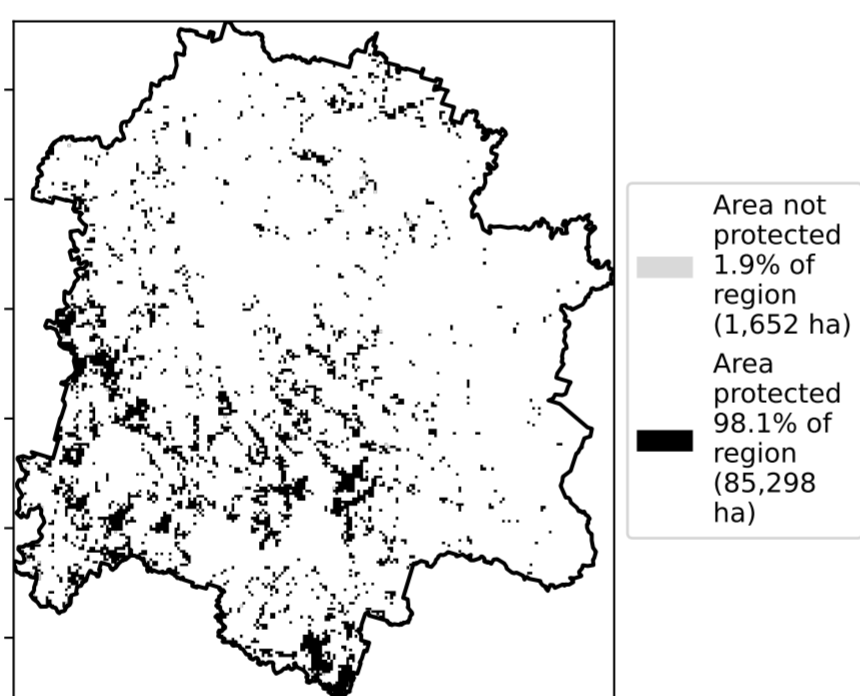 Area not
protected
1.9% of
region
(1,652 ha)
Area
protected
98.1% of
region
(85,298
ha)